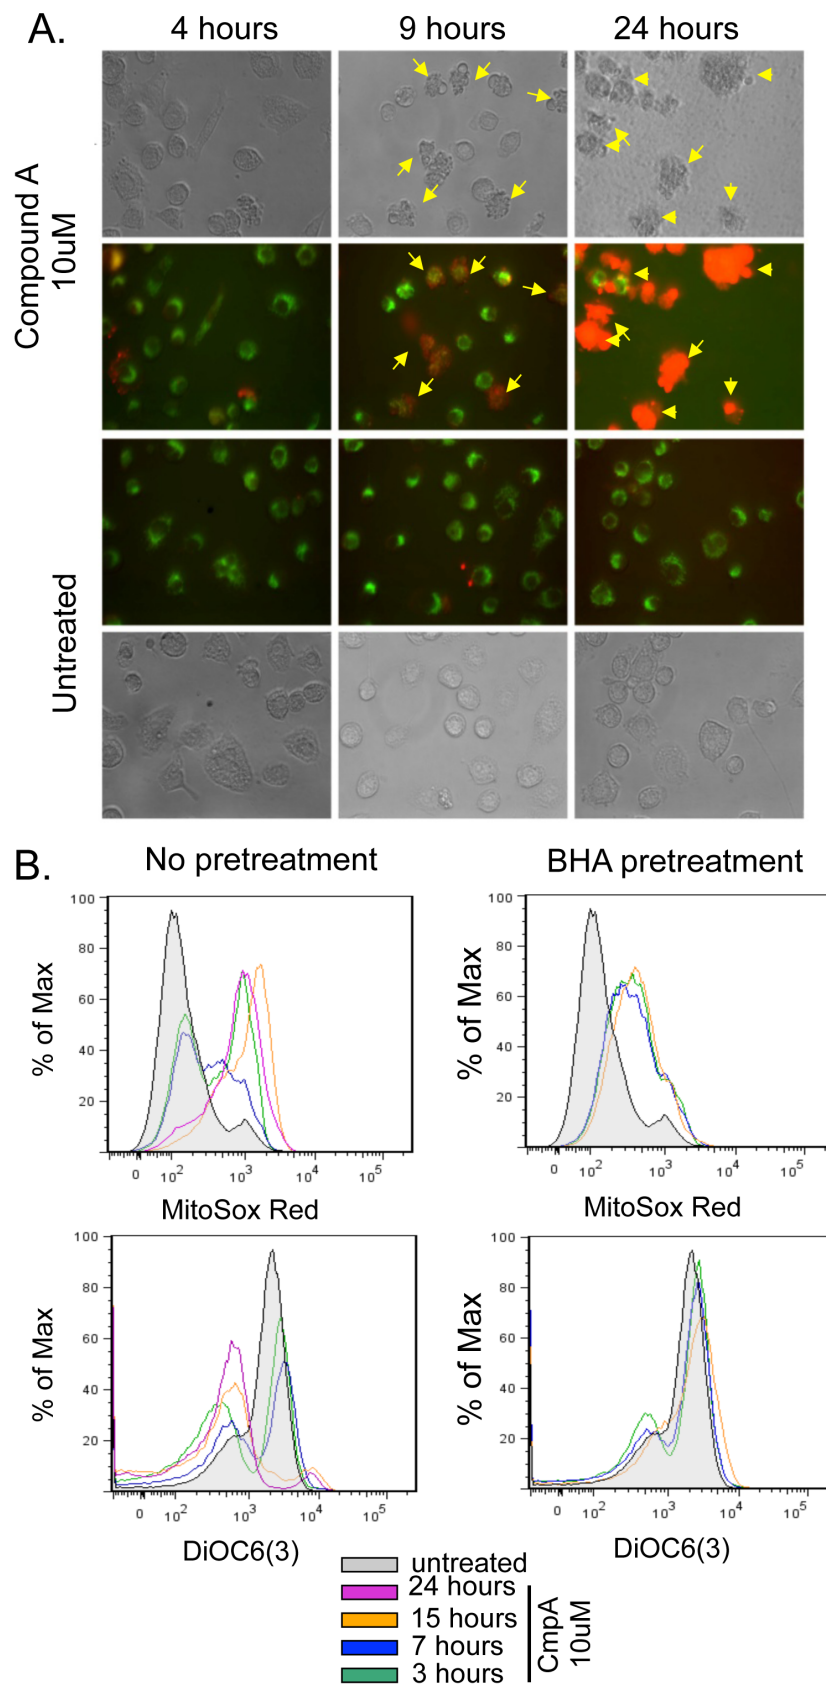 A.
4 hours
9 hours
24 hours
Compound A
10uM
Untreated
B.
No pretreatment
BHA pretreatment
% of Max
100
80
60
40
20
0 10² 10³ 10⁴ 10⁵
MitoSox Red
% of Max
100
80
60
40
20
0 10² 10³ 10⁴ 10⁵
MitoSox Red
% of Max
100
80
60
40
20
0 10² 10³ 10⁴ 10⁵
DiOC6(3)
% of Max
100
80
60
40
20
0 10² 10³ 10⁴ 10⁵
DiOC6(3)
untreated
24 hours
15 hours
7 hours
3 hours
CmpA
10uM